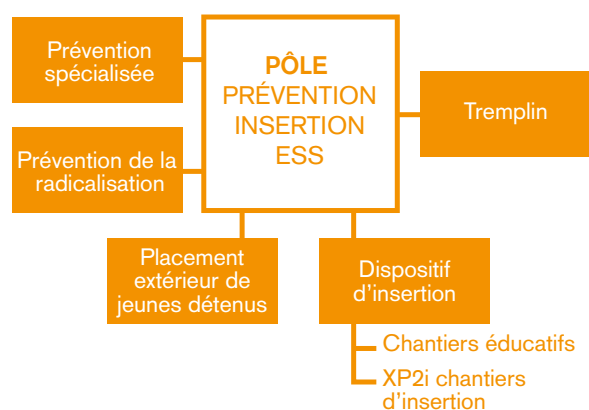 Prévention
spécialisée
PÔLE
PRÉVENTION
INSERTION
ESS
Tremplin
Prévention de la
radicalisation
Placement
extérieur de
jeunes détenus
Dispositif
d'insertion
Chantiers éducatifs
XP2i chantiers
d'insertion